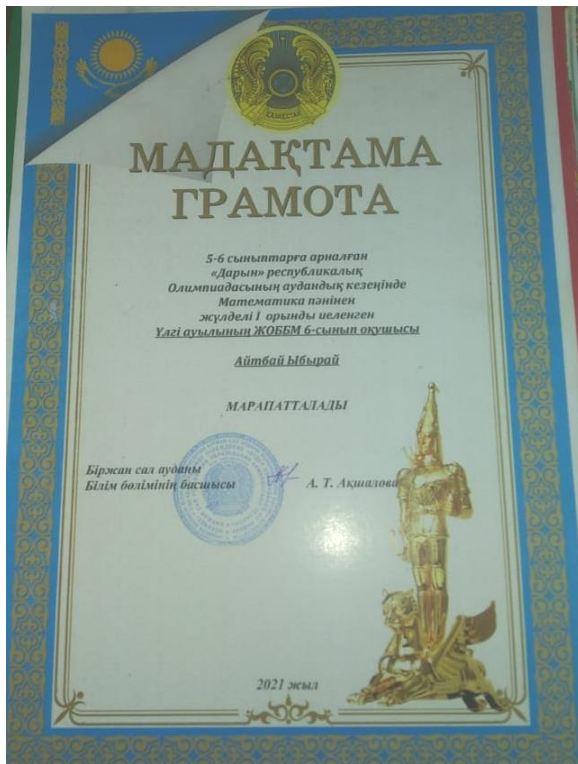 ҚАЗАҚСТАН
МАДАҚТАМА
ГРАМОТА
5-6 сыныптарға арналған
«Дарын» республикалық
Олимпиадасының аудандық кезеңінде
Математика пәнінен
жүлделі І орынды иеленген
Үлгі ауылының ЖОББМ 6-сынып оқушысы
Айтбай Ыбырай
МАРАПАТТАЛАДЫ
Біржан сал ауданы
Білім бөлімінің басшысы
А. Т. Ақшалова
2021 жыл